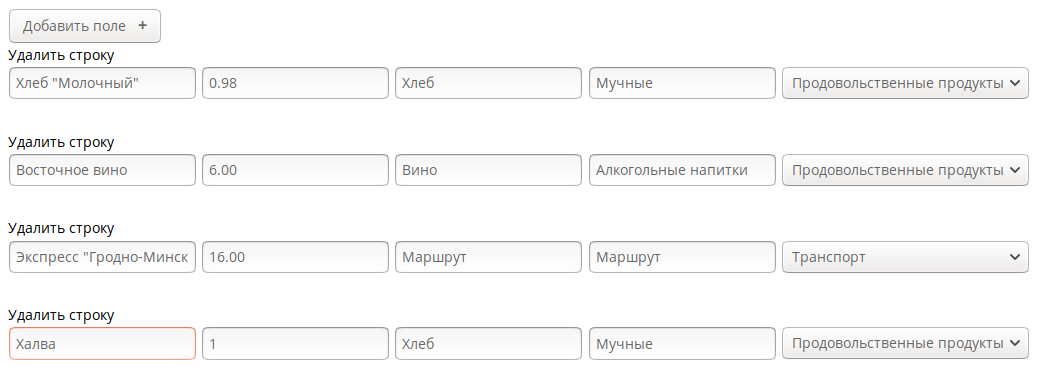 Добавить поле +
Удалить строку
Хлеб "Молочный" 0.98 Хлеб Мучные Продовольственные продукты
Удалить строку
Восточное вино 6.00 Вино Алкогольные напитки Продовольственные продукты
Удалить строку
Экспресс "Гродно-Минск 16.00 Маршрут Маршрут Транспорт
Удалить строку
Халва 1 Хлеб Мучные Продовольственные продукты